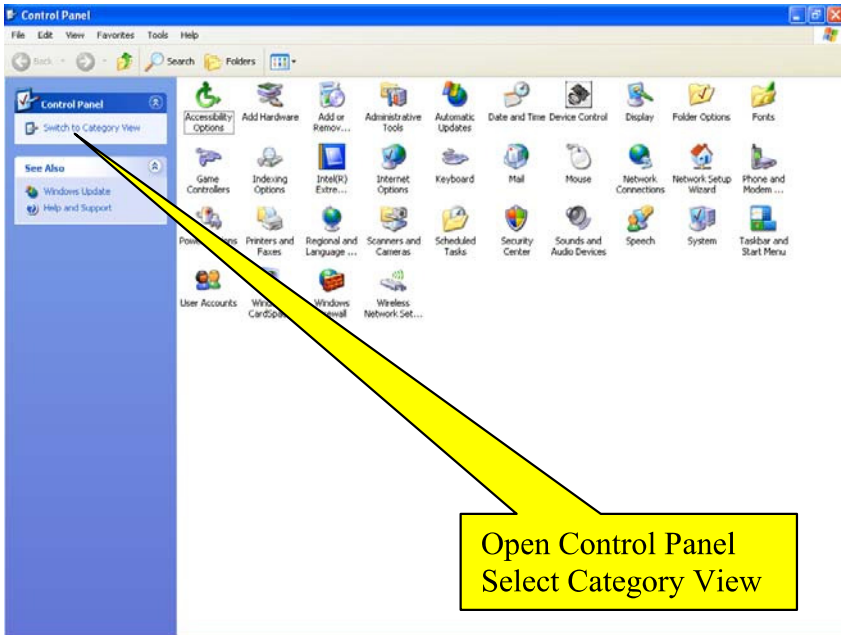 Control Panel
File Edit View Favorites Tools Help
Back Search Folders
Control Panel
Switch to Category View
See Also
Windows Update
Help and Support
Accessibility Options
Add Hardware
Add or Remov...
Administrative Tools
Automatic Updates
Date and Time
Device Control
Display
Folder Options
Fonts
Game Controllers
Indexing Options
Intel(R) Extre...
Internet Options
Keyboard
Mail
Mouse
Network Connections
Network Setup Wizard
Phone and Modem ...
Printers and Faxes
Regional and Language ...
Scanners and Cameras
Scheduled Tasks
Security Center
Sounds and Audio Devices
Speech
System
Taskbar and Start Menu
User Accounts
Windows
Wireless Network Set...
Open Control Panel
Select Category View